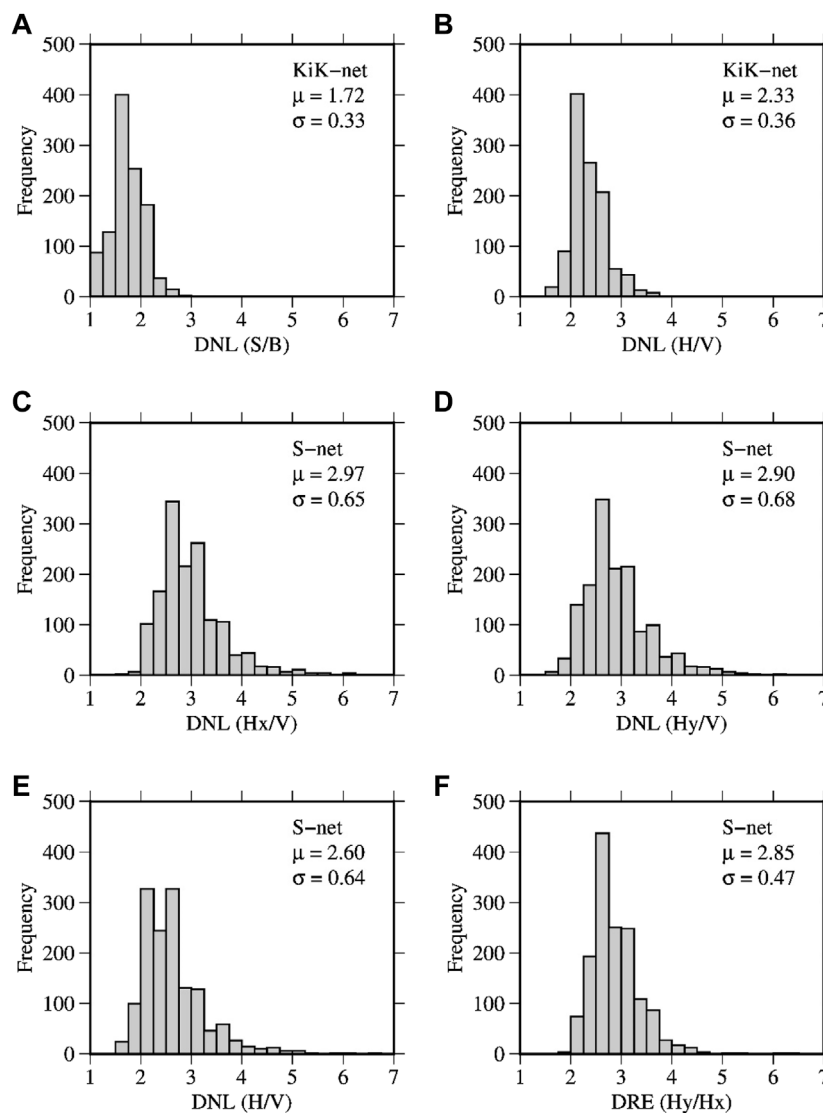 A
500
400
300
200
100
0
Frequency
KiK−net
μ = 1.72
σ = 0.33
1 2 3 4 5 6 7
DNL (S/B)
B
500
400
300
200
100
0
Frequency
KiK−net
μ = 2.33
σ = 0.36
1 2 3 4 5 6 7
DNL (H/V)
C
500
400
300
200
100
0
Frequency
S−net
μ = 2.97
σ = 0.65
1 2 3 4 5 6 7
DNL (Hx/V)
D
500
400
300
200
100
0
Frequency
S−net
μ = 2.90
σ = 0.68
1 2 3 4 5 6 7
DNL (Hy/V)
E
500
400
300
200
100
0
Frequency
S−net
μ = 2.60
σ = 0.64
1 2 3 4 5 6 7
DNL (H/V)
F
500
400
300
200
100
0
Frequency
S−net
μ = 2.85
σ = 0.47
1 2 3 4 5 6 7
DRE (Hy/Hx)